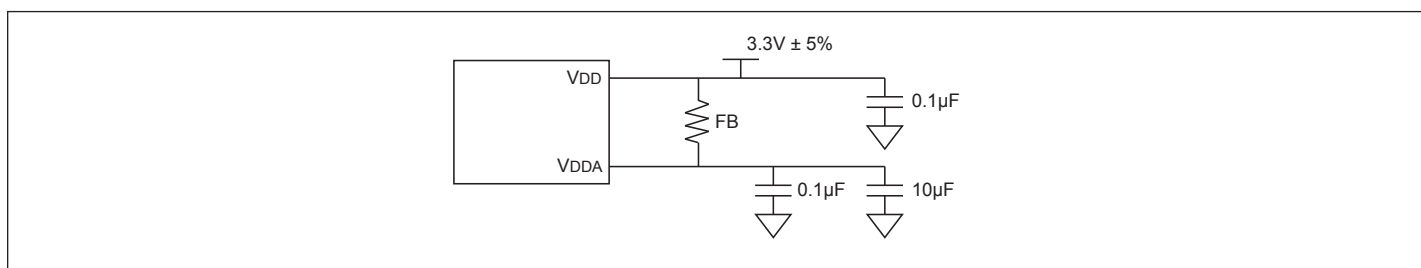 3.3V ± 5%
VDD
0.1µF
FB
VDDA
0.1µF
10µF